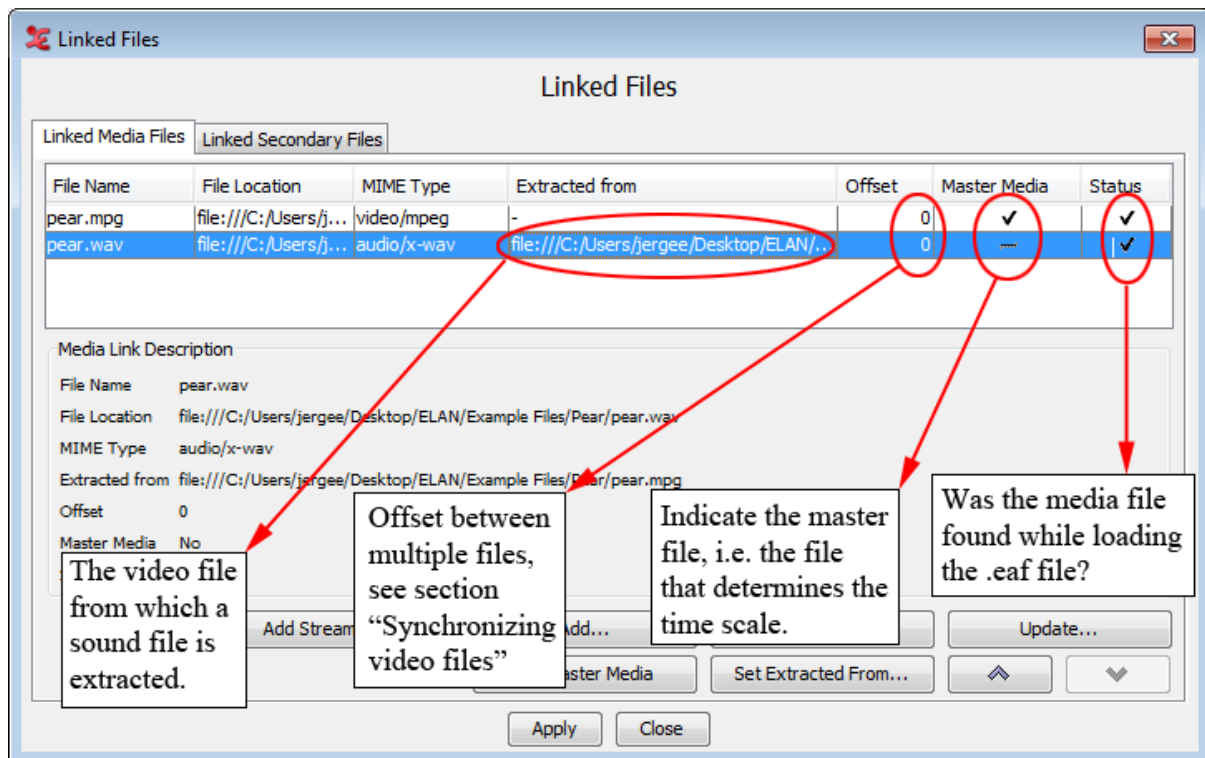 Linked Files
Linked Files
Linked Media Files Linked Secondary Files
File Name File Location MIME Type Extracted from Offset Master Media Status
pear.mpg file:///C:/Users/j... video/mpeg - 0
pear.wav file:///C:/Users/j... audio/x-wav file:///C:/Users/jergee/Desktop/ELAN/... 0
Media Link Description
File Name pear.wav
File Location file:///C:/Users/jergee/Desktop/ELAN/Example Files/Pear/pear.wav
MIME Type audio/x-wav
Extracted from file:///C:/Users/jergee/Desktop/ELAN/Example Files/Pear/pear.mpg
Offset 0
Master Media No
The video file
from which a
sound file is
extracted.
Offset between
multiple files,
see section
“Synchronizing
video files”
Indicate the master
file, i.e. the file
that determines the
time scale.
Was the media file
found while loading
the .eaf file?
Add Stream Update...
Media Set Extracted From...
Apply Close